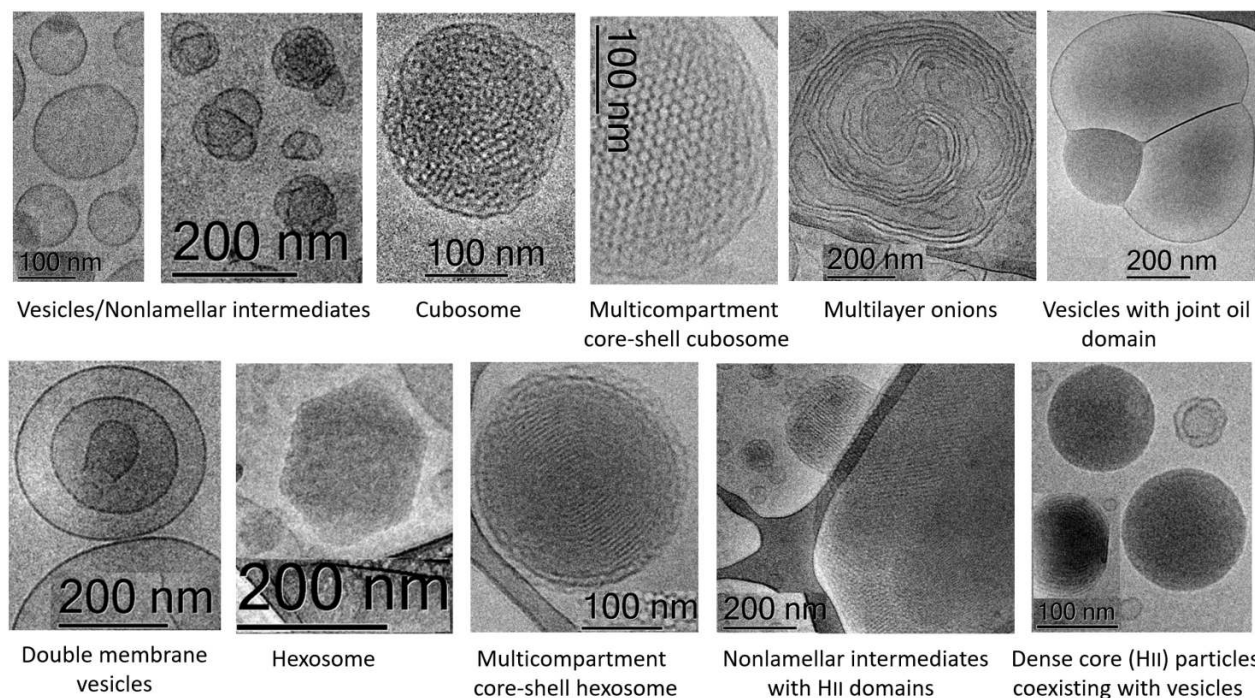 100 nm
200 nm
100 nm
100 nm
200 nm
200 nm
Vesicles/Nonlamellar intermediates
Cubosome
Multicompartment
core-shell cubosome
Multilayer onions
Vesicles with joint oil
domain
200 nm
200 nm
100 nm
200 nm
100 nm
Double membrane
vesicles
Hexosome
Multicompartment
core-shell hexosome
Nonlamellar intermediates
with HII domains
Dense core (HII) particles
coexisting with vesicles